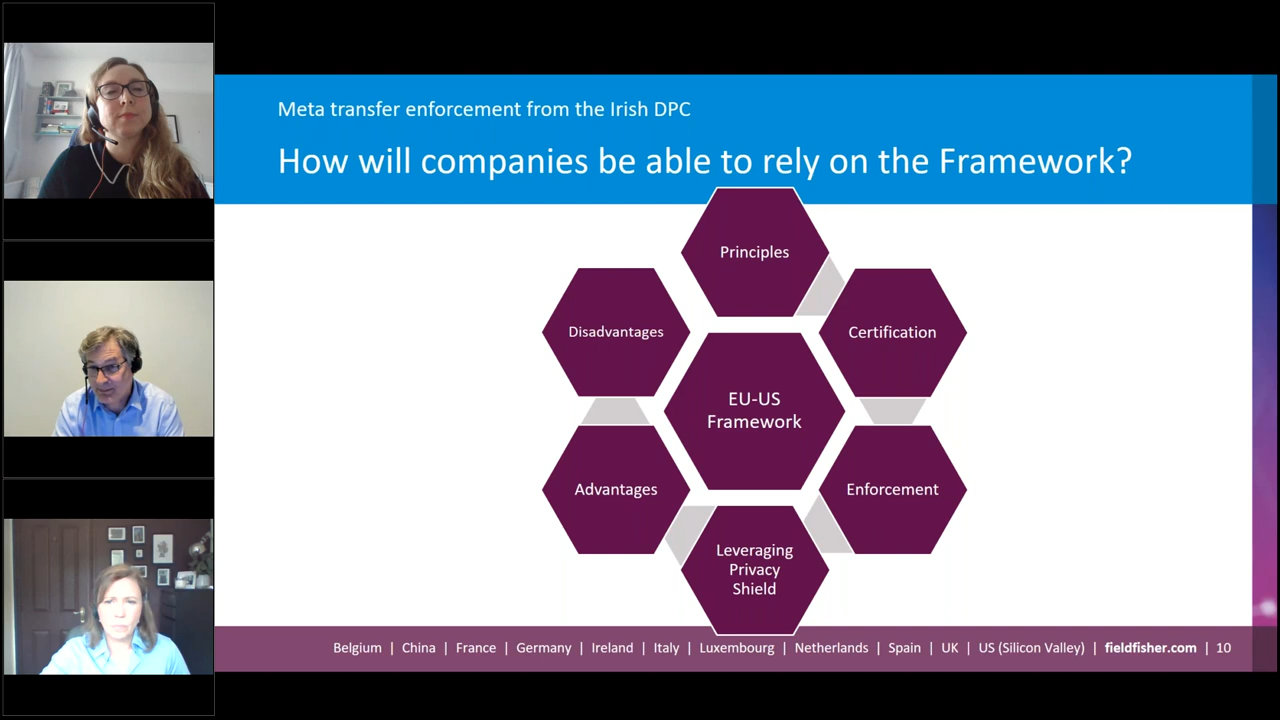 Meta transfer enforcement from the Irish DPC
How will companies be able to rely on the Framework?
Principles
Certification
Enforcement
Leveraging
Privacy
Shield
Advantages
Disadvantages
EU-US
Framework
Belgium | China | France | Germany | Ireland | Italy | Luxembourg | Netherlands | Spain | UK | US (Silicon Valley) | fieldfisher.com | 10